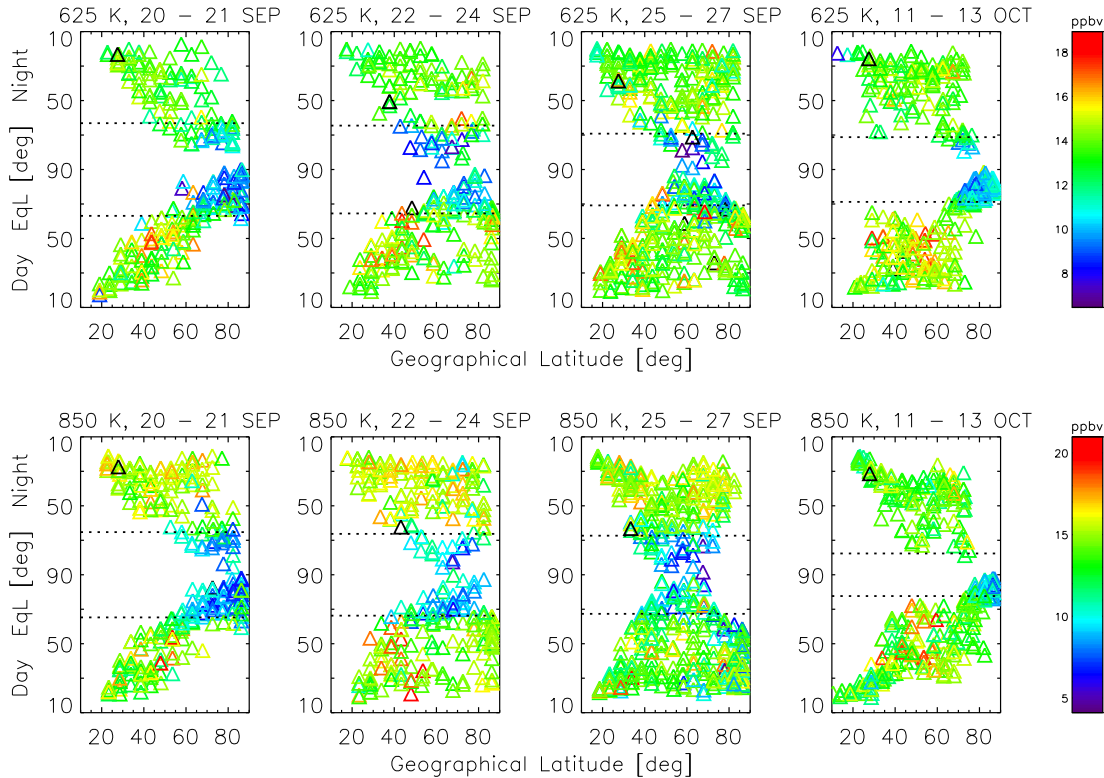 625 K, 20 – 21 SEP
625 K, 22 – 24 SEP
625 K, 25 – 27 SEP
625 K, 11 – 13 OCT
ppbv
Day EqL [deg] Night
10
50
90
50
10
18
16
14
12
10
8
20 40 60 80
20 40 60 80
20 40 60 80
20 40 60 80
Geographical Latitude [deg]
850 K, 20 – 21 SEP
850 K, 22 – 24 SEP
850 K, 25 – 27 SEP
850 K, 11 – 13 OCT
ppbv
Day EqL [deg] Night
10
50
90
50
10
20
15
10
5
20 40 60 80
20 40 60 80
20 40 60 80
20 40 60 80
Geographical Latitude [deg]